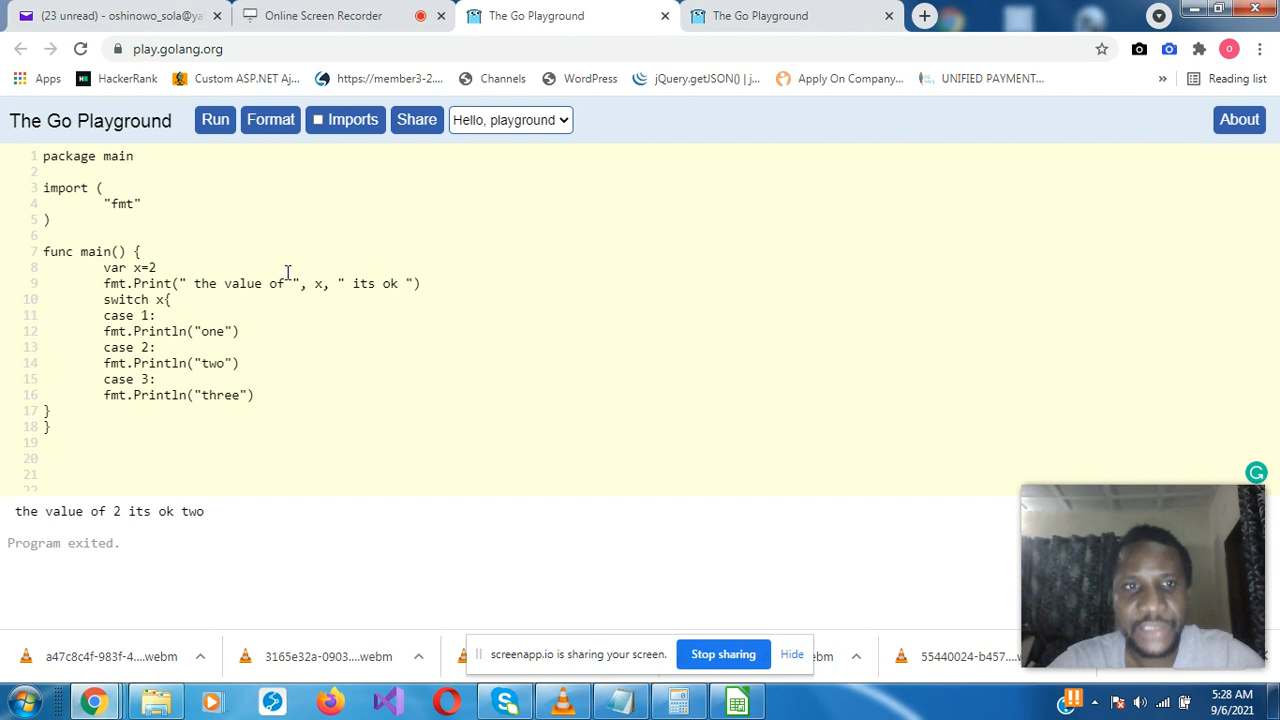 (23 unread) - oshinowo_sola@ya
Online Screen Recorder
The Go Playground
The Go Playground
play.golang.org
Apps
HackerRank
Custom ASP.NET Aj...
https://member3-2....
Channels
WordPress
jQuery.getJSON() | j...
Apply On Company...
UNIFIED PAYMENT...
»
Reading list
The Go Playground
Run
Format
Imports
Share
Hello, playground
About
1 package main
2
3 import (
4 "fmt"
5 )
6
7 func main() {
8 var x=2
9 fmt.Print(" the value of ", x, " its ok ")
10 switch x{
11 case 1:
12 fmt.Println("one")
13 case 2:
14 fmt.Println("two")
15 case 3:
16 fmt.Println("three")
17 }
18 }
19
20
21
22
the value of 2 its ok two
Program exited.
a47c8c4f-983f-4....webm
3165e32a-0903....webm
screenapp.io is sharing your screen.
Stop sharing
Hide
bm
55440024-b457...
5:28 AM
9/6/2021